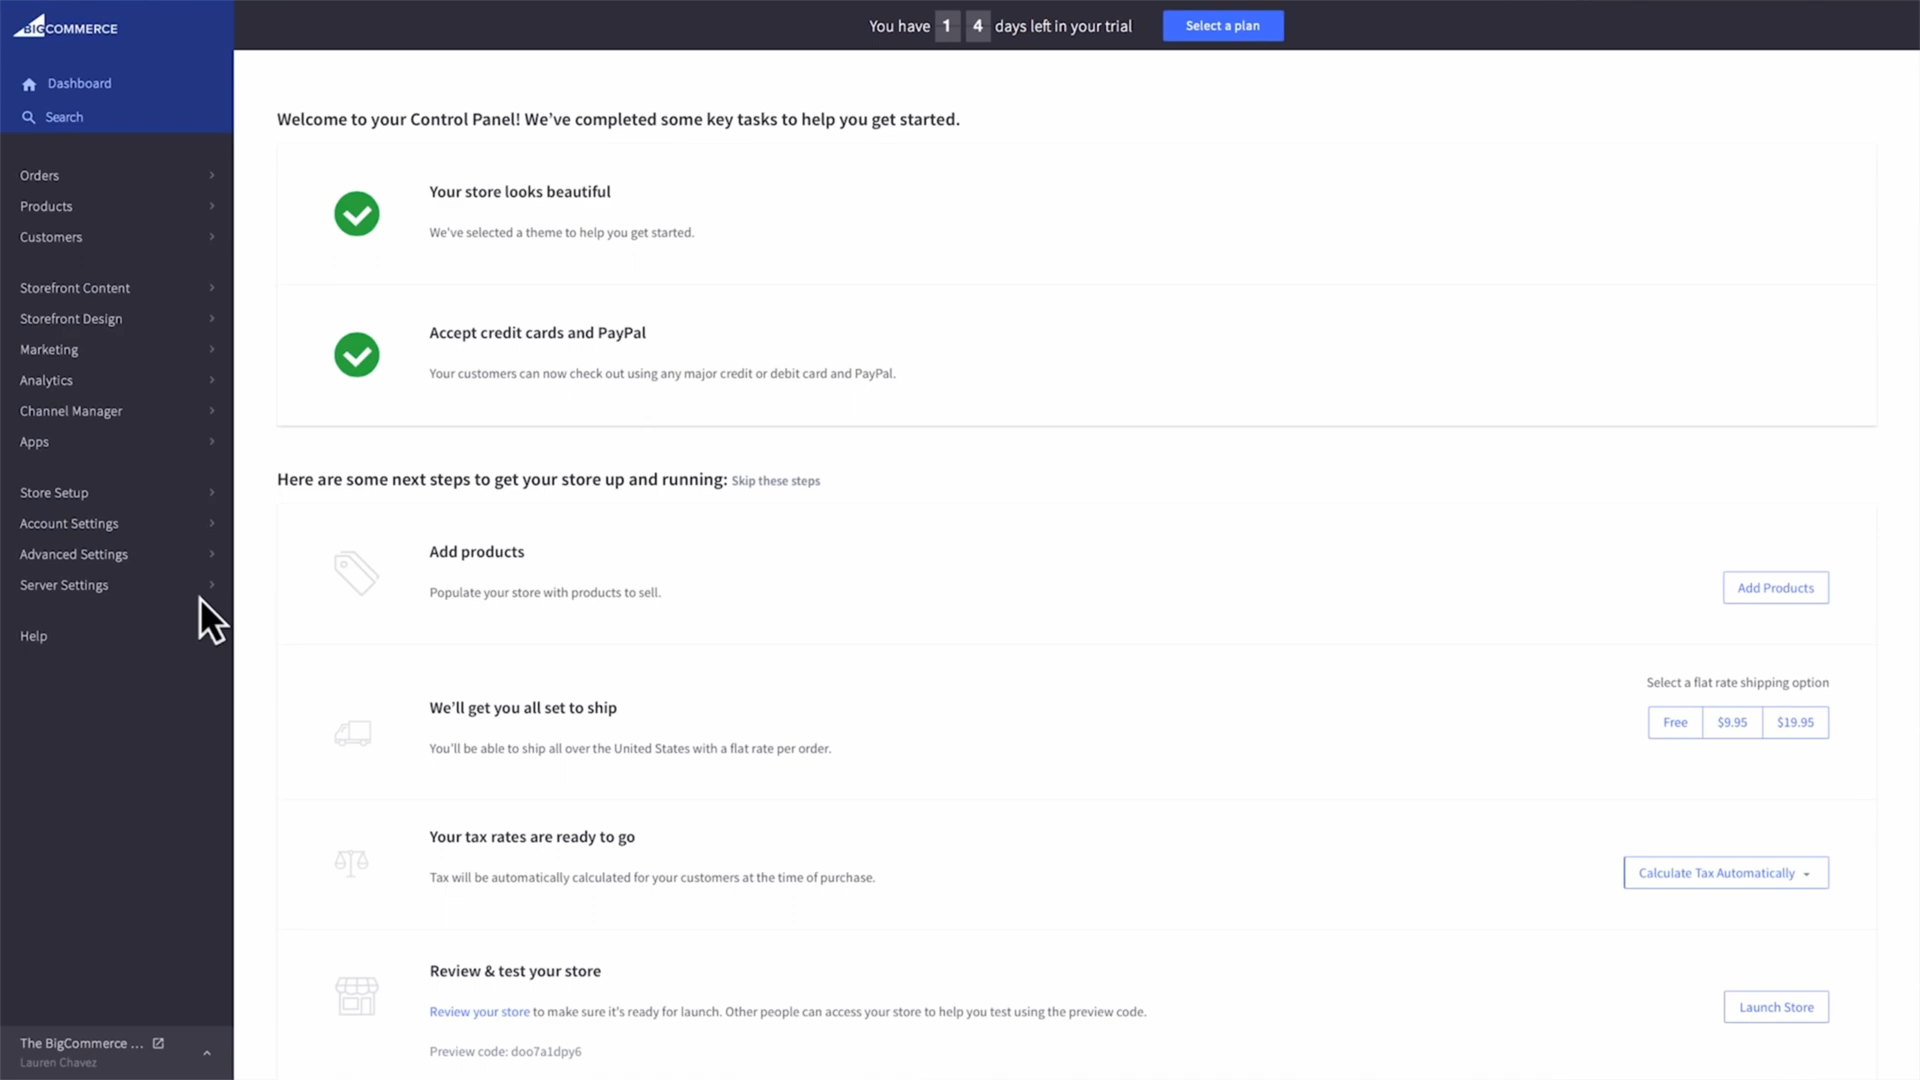 BIGCOMMERCE
You have 1 4 days left in your trial
Select a plan
Dashboard
Search
Orders
Products
Customers
Storefront Content
Storefront Design
Marketing
Analytics
Channel Manager
Apps
Store Setup
Account Settings
Advanced Settings
Server Settings
Help
The BigCommerce ...
Lauren Chavez
Welcome to your Control Panel! We’ve completed some key tasks to help you get started.
Your store looks beautiful
We've selected a theme to help you get started.
Accept credit cards and PayPal
Your customers can now check out using any major credit or debit card and PayPal.
Here are some next steps to get your store up and running: Skip these steps
Add products
Populate your store with products to sell.
Add Products
We’ll get you all set to ship
You’ll be able to ship all over the United States with a flat rate per order.
Select a flat rate shipping option
Free $9.95 $19.95
Your tax rates are ready to go
Tax will be automatically calculated for your customers at the time of purchase.
Calculate Tax Automatically
Review & test your store
Review your store to make sure it's ready for launch. Other people can access your store to help you test using the preview code.
Preview code: doo7a1dpy6
Launch Store